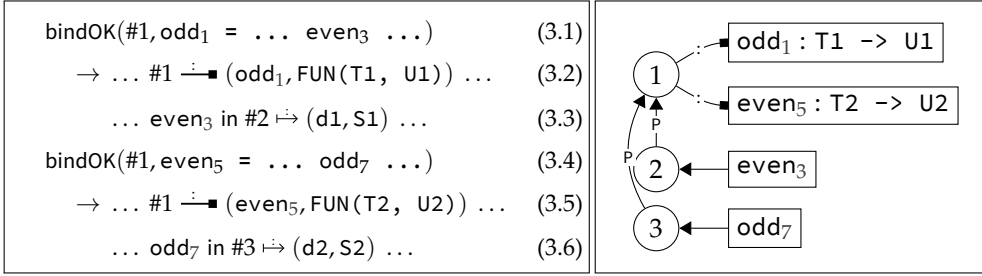 bindOK(#1, odd₁ = ... even₃ ...) (3.1)
→ ... #1 —:—■ (odd₁, FUN(T1, U1)) ... (3.2)
... even₃ in #2 ↦: (d1, S1) ... (3.3)
bindOK(#1, even₅ = ... odd₇ ...) (3.4)
→ ... #1 —:—■ (even₅, FUN(T2, U2)) ... (3.5)
... odd₇ in #3 ↦: (d2, S2) ... (3.6)
: odd₁ : T1 -> U1
1
: even₅ : T2 -> U2
P
P
2 even₃
3 odd₇